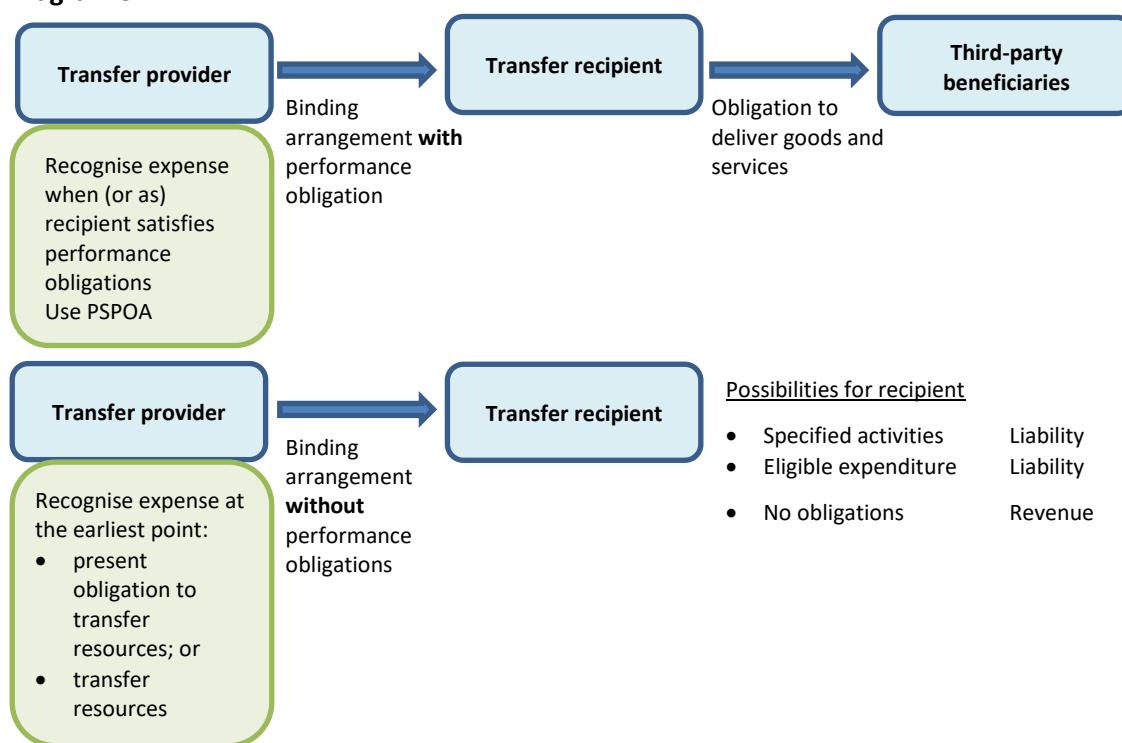 Transfer provider
Transfer recipient
Third-party
beneficiaries
Binding
arrangement with
performance
obligation
Obligation to
deliver goods and
services
Recognise expense
when (or as)
recipient satisfies
performance
obligations
Use PSPOA
Transfer provider
Transfer recipient
Binding
arrangement
without
performance
obligations
Possibilities for recipient
• Specified activities Liability
• Eligible expenditure Liability
• No obligations Revenue
Recognise expense at
the earliest point:
• present
obligation to
transfer
resources; or
• transfer
resources